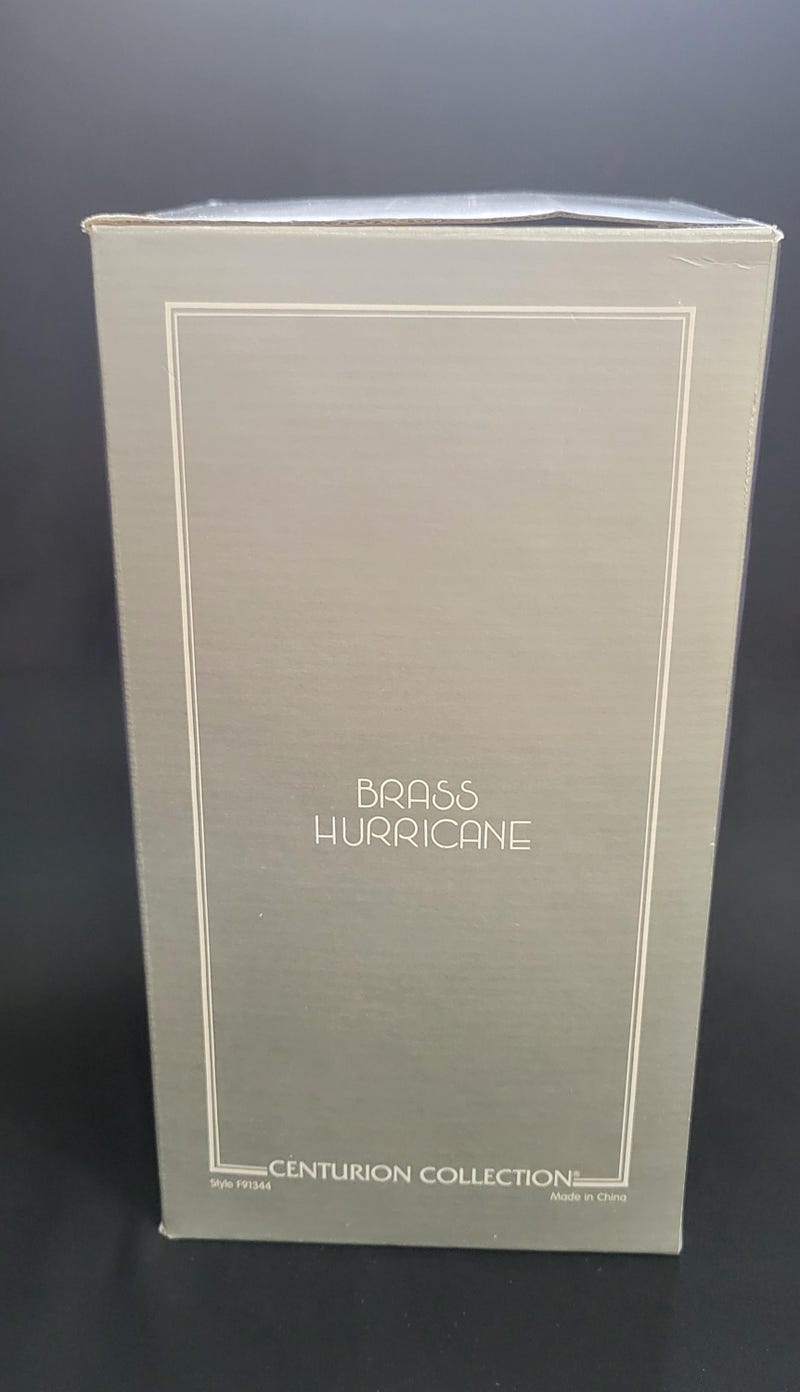 BRASS
HURRICANE
CENTURION COLLECTION®
Style F91344
Made in China